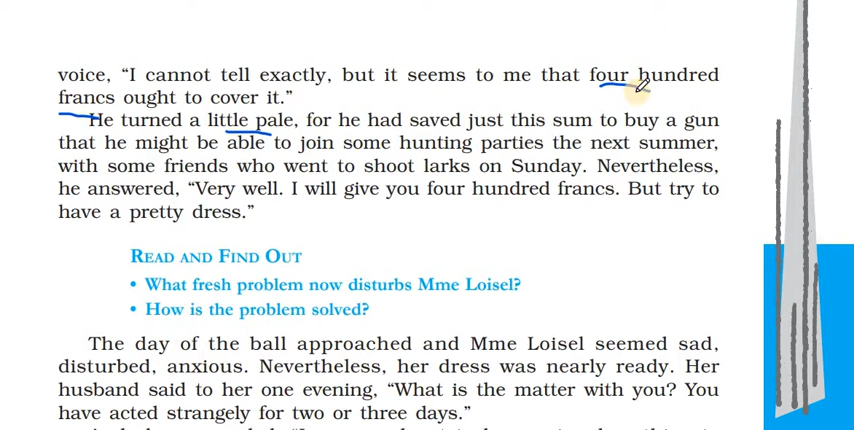 voice, “I cannot tell exactly, but it seems to me that four hundred
francs ought to cover it.”
He turned a little pale, for he had saved just this sum to buy a gun
that he might be able to join some hunting parties the next summer,
with some friends who went to shoot larks on Sunday. Nevertheless,
he answered, “Very well. I will give you four hundred francs. But try to
have a pretty dress.”
READ AND FIND OUT
• What fresh problem now disturbs Mme Loisel?
• How is the problem solved?
The day of the ball approached and Mme Loisel seemed sad,
disturbed, anxious. Nevertheless, her dress was nearly ready. Her
husband said to her one evening, “What is the matter with you? You
have acted strangely for two or three days.”